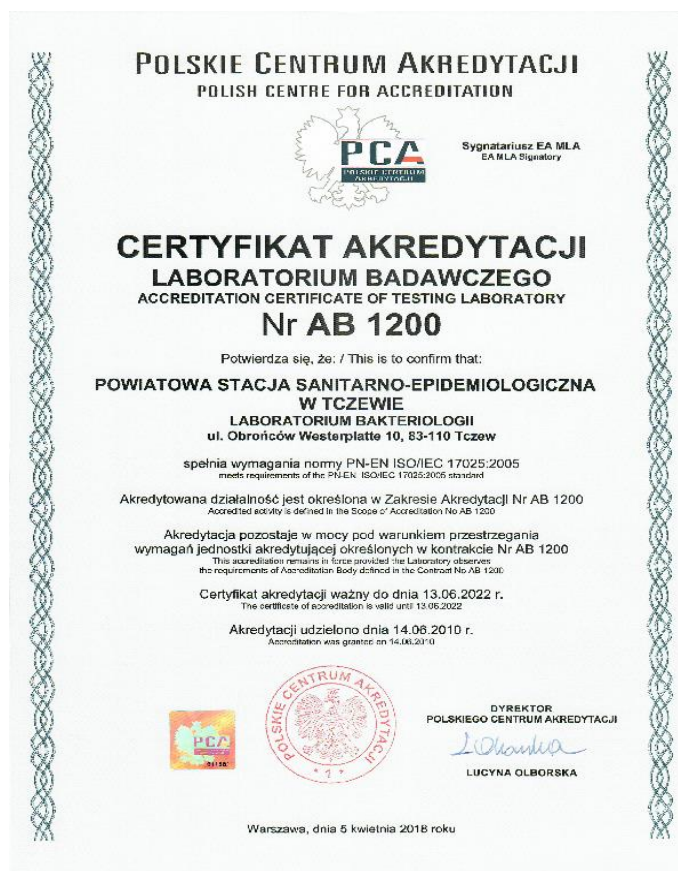 POLSKIE CENTRUM AKREDYTACJI
POLISH CENTRE FOR ACCREDITATION
PCA
POLSKIE CENTRUM
AKREDYTACJI
Sygnatariusz EA MLA
EA MLA Signatory
CERTYFIKAT AKREDYTACJI
LABORATORIUM BADAWCZEGO
ACCREDITATION CERTIFICATE OF TESTING LABORATORY
Nr AB 1200
Potwierdza się, że: / This is to confirm that:
POWIATOWA STACJA SANITARNO-EPIDEMIOLOGICZNA
W TCZEWIE
LABORATORIUM BAKTERIOLOGII
ul. Obrońców Westerplatte 10, 83-110 Tczew
spełnia wymagania normy PN-EN ISO/IEC 17025:2005
meets requirements of the PN-EN ISO/IEC 17025:2005 standard
Akredytowana działalność jest określona w Zakresie Akredytacji Nr AB 1200
Accredited activity is defined in the Scope of Accreditation No AB 1200
Akredytacja pozostaje w mocy pod warunkiem przestrzegania
wymagań jednostki akredytującej określonych w kontrakcie Nr AB 1200
This accreditation remains in force provided the Laboratory observes
the requirements of Accreditation Body defined in the Contract No AB 1200
Certyfikat akredytacji ważny do dnia 13.06.2022 r.
The certificate of accreditation is valid until 13.06.2022
Akredytacji udzielono dnia 14.06.2010 r.
Accreditation was granted on 14.06.2010
PCA
POLSKIE CENTRUM AKREDYTACJI
* 1 *
DYREKTOR
POLSKIEGO CENTRUM AKREDYTACJI
LUCYNA OLBORSKA
Warszawa, dnia 5 kwietnia 2018 roku